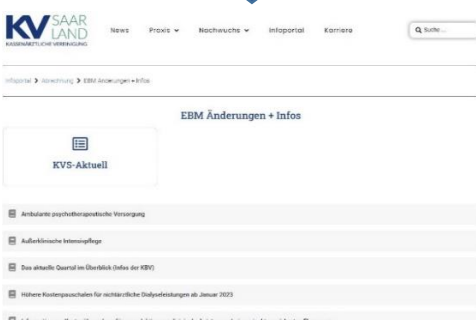 KV SAAR
LAND
KASSENÄRZTLICHE VEREINIGUNG
News Praxis Nachwuchs Infoportal Karriere Suche ...
Infoportal > Abrechnung > EBM Änderungen + Infos
EBM Änderungen + Infos
KVS-Aktuell
Ambulante psychotherapeutische Versorgung
Außerklinische Intensivpflege
Das aktuelle Quartal im Überblick (Infos der KBV)
Höhere Kostenpauschalen für nichtärztliche Dialyseleistungen ab Januar 2023